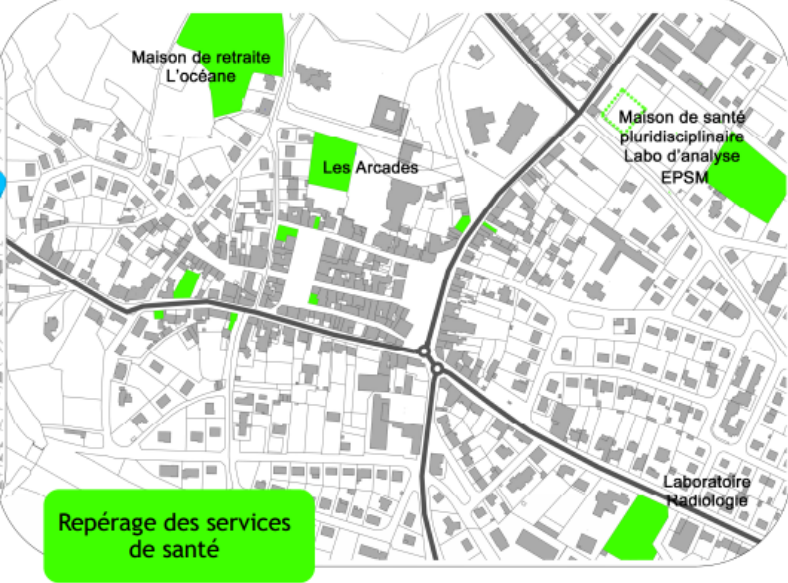 Maison de retraite
L'océane
Les Arcades
Maison de santé
pluridisciplinaire
Labo d'analyse
EPSM
Laboratoire
Radiologie
Repérage des services
de santé